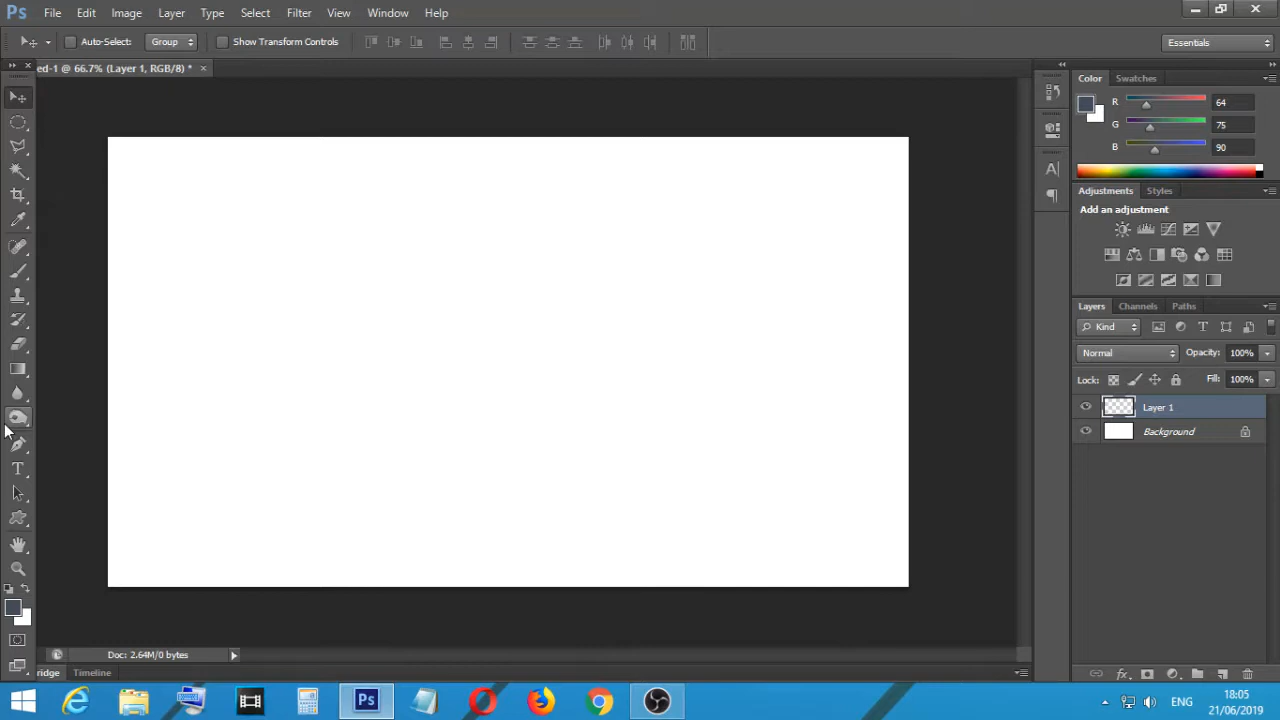 Ps File Edit Image Layer Type Select Filter View Window Help
Auto-Select: Group Show Transform Controls Essentials
ed-1 @ 66.7% (Layer 1, RGB/8) *
Color Swatches
R 64
G 75
B 90
Adjustments Styles
Add an adjustment
Layers Channels Paths
Kind
Normal Opacity: 100%
Lock: Fill: 100%
Layer 1
Background
Doc: 2.64M/0 bytes
ridge Timeline
Ps
ENG
18:05
21/06/2019